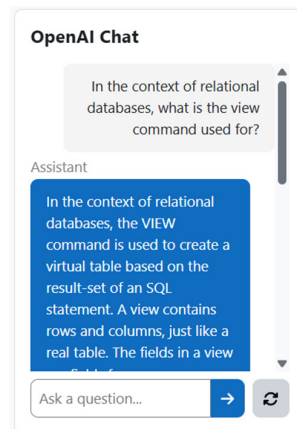 OpenAI Chat
In the context of relational
databases, what is the view
command used for?
Assistant
In the context of relational
databases, the VIEW
command is used to create a
virtual table based on the
result-set of an SQL
statement. A view contains
rows and columns, just like a
real table. The fields in a view
Ask a question...